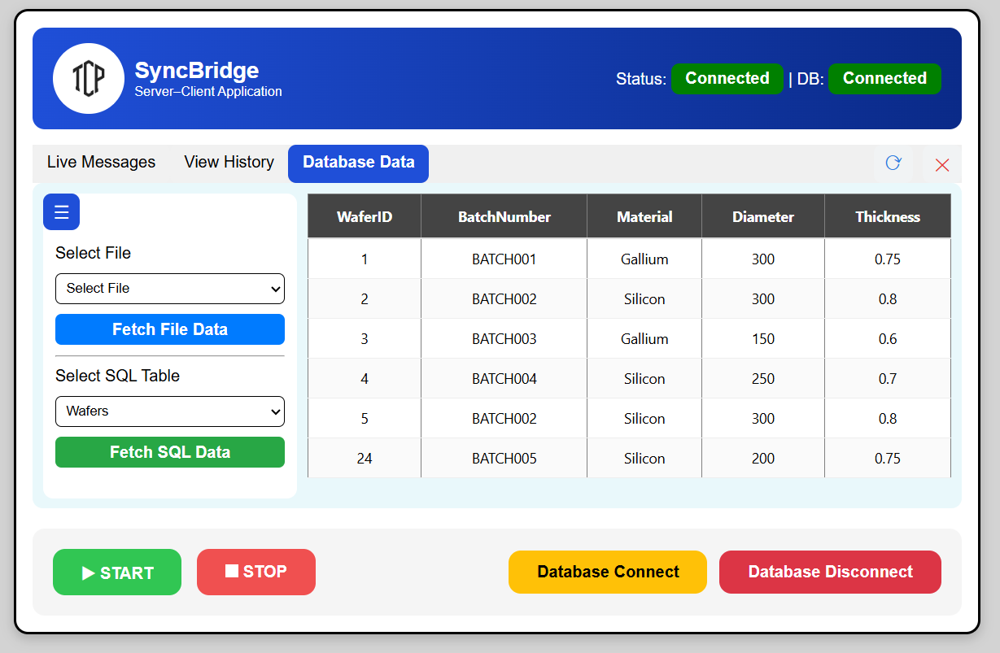 TCP
SyncBridge
Server–Client Application
Status: Connected | DB: Connected
Live Messages View History Database Data
☰
Select File
Select File
Fetch File Data
Select SQL Table
Wafers
Fetch SQL Data
WaferID BatchNumber Material Diameter Thickness
1 BATCH001 Gallium 300 0.75
2 BATCH002 Silicon 300 0.8
3 BATCH003 Gallium 150 0.6
4 BATCH004 Silicon 250 0.7
5 BATCH002 Silicon 300 0.8
24 BATCH005 Silicon 200 0.75
START STOP Database Connect Database Disconnect